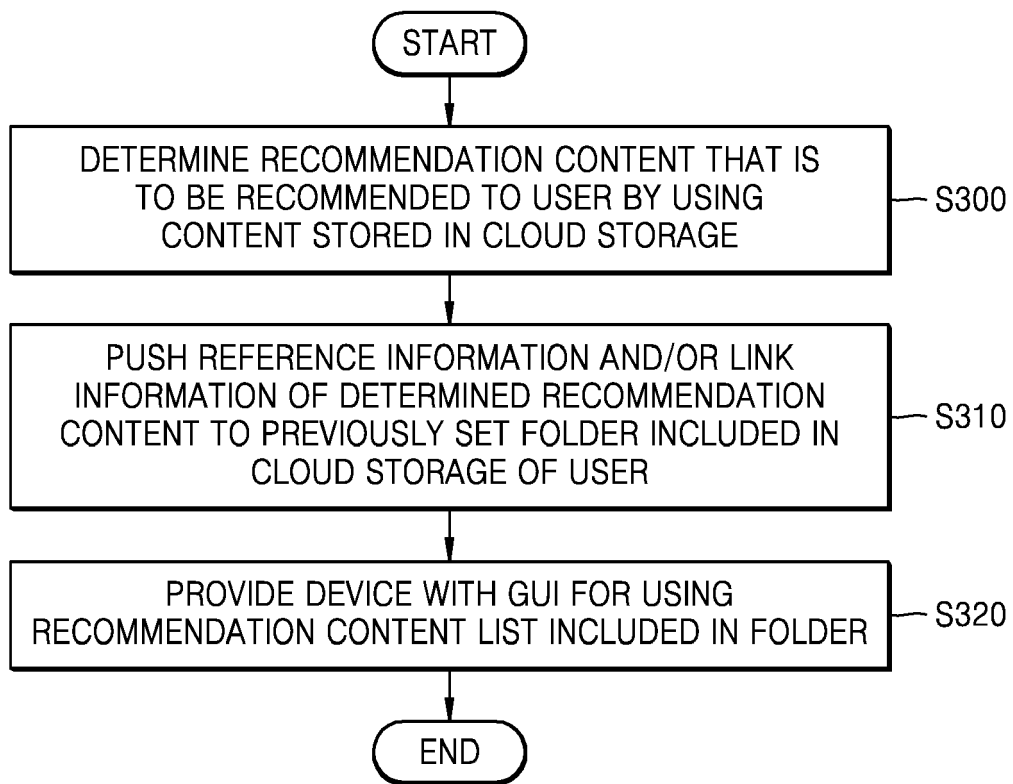 START
DETERMINE RECOMMENDATION CONTENT THAT IS
TO BE RECOMMENDED TO USER BY USING
CONTENT STORED IN CLOUD STORAGE
S300
PUSH REFERENCE INFORMATION AND/OR LINK
INFORMATION OF DETERMINED RECOMMENDATION
CONTENT TO PREVIOUSLY SET FOLDER INCLUDED IN
CLOUD STORAGE OF USER
S310
PROVIDE DEVICE WITH GUI FOR USING
RECOMMENDATION CONTENT LIST INCLUDED IN FOLDER
S320
END